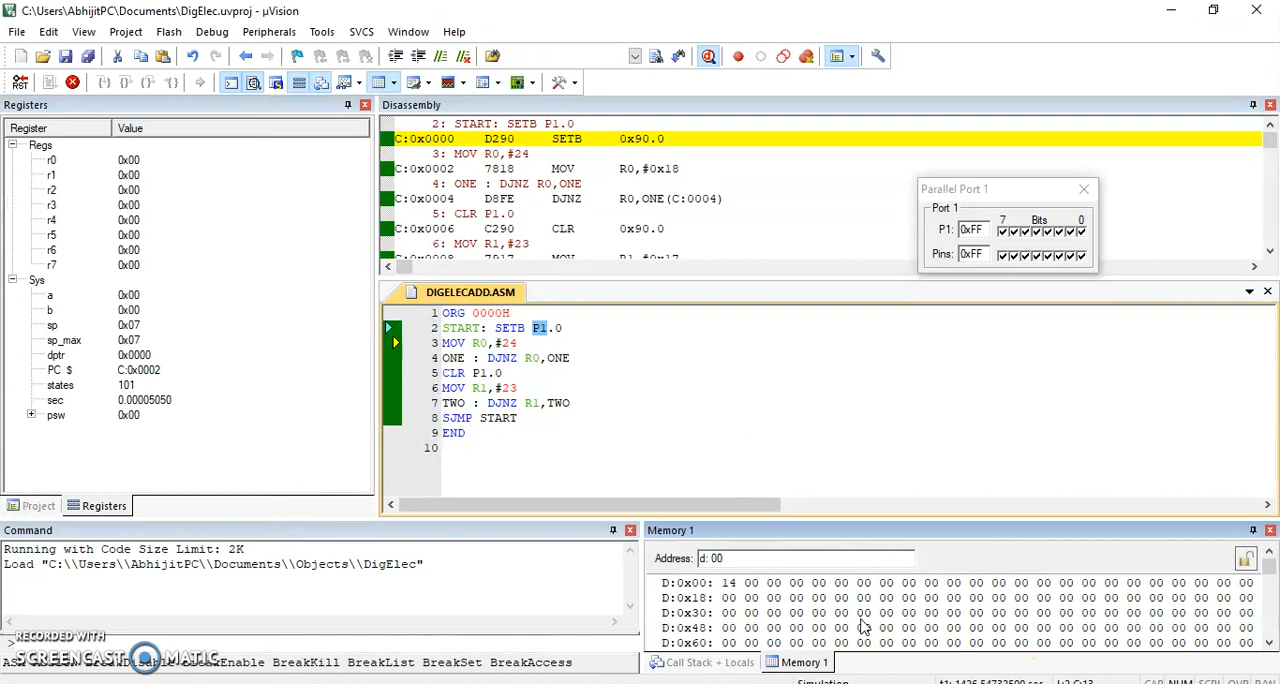 C:\Users\AbhijitPC\Documents\DigElec.uvproj - µVision
File Edit View Project Flash Debug Peripherals Tools SVCS Window Help
Registers
Register Value
Regs
r0 0x00
r1 0x00
r2 0x00
r3 0x00
r4 0x00
r5 0x00
r6 0x00
r7 0x00
Sys
a 0x00
b 0x00
sp 0x07
sp_max 0x07
dptr 0x0000
PC $ C:0x0002
states 101
sec 0.00005050
psw 0x00
Project Registers
Disassembly
2: START: SETB P1.0
C:0x0000 D290 SETB 0x90.0
3: MOV R0,#24
C:0x0002 7818 MOV R0,#0x18
4: ONE : DJNZ R0,ONE
C:0x0004 D8FE DJNZ R0,ONE(C:0004)
5: CLR P1.0
C:0x0006 C290 CLR 0x90.0
6: MOV R1,#23
C:0x0008 7917 MOV R1,#0x17
Parallel Port 1
Port 1
7 Bits 0
P1: 0xFF
Pins: 0xFF
DIGELECADD.ASM
1 ORG 0000H
2 START: SETB P1.0
3 MOV R0,#24
4 ONE : DJNZ R0,ONE
5 CLR P1.0
6 MOV R1,#23
7 TWO : DJNZ R1,TWO
8 SJMP START
9 END
10
Command
Running with Code Size Limit: 2K
Load "C:\\Users\\AbhijitPC\\Documents\\Objects\\DigElec"
>
RECORDED WITH
SCREENCAST MATIC
BreakEnable BreakKill BreakList BreakSet BreakAccess
Memory 1
Address: d: 00
D:0x00: 14 00 00 00 00 00 00 00 00 00 00 00 00 00 00 00 00 00 00 00 00 00 00 00
D:0x18: 00 00 00 00 00 00 00 00 00 00 00 00 00 00 00 00 00 00 00 00 00 00 00 00
D:0x30: 00 00 00 00 00 00 00 00 00 00 00 00 00 00 00 00 00 00 00 00 00 00 00 00
D:0x48: 00 00 00 00 00 00 00 00 00 00 00 00 00 00 00 00 00 00 00 00 00 00 00 00
D:0x60: 00 00 00 00 00 00 00 00 00 00 00 00 00 00 00 00 00 00 00 00 00 00 00 00
Call Stack + Locals Memory 1